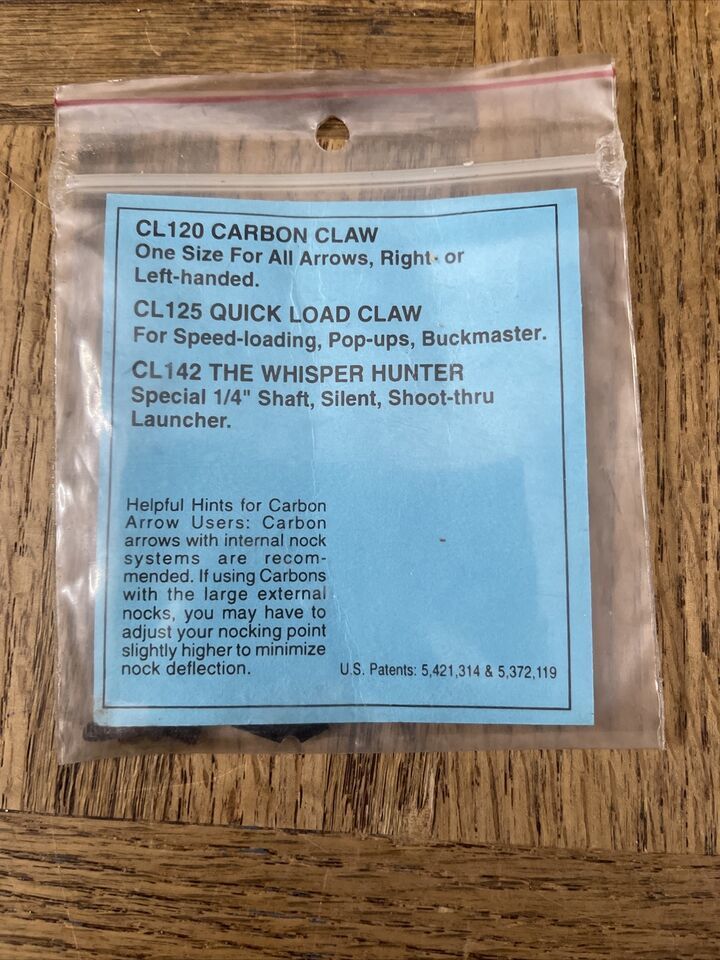 CL120 CARBON CLAW
One Size For All Arrows, Right- or
Left-handed.
CL125 QUICK LOAD CLAW
For Speed-loading, Pop-ups, Buckmaster.
CL142 THE WHISPER HUNTER
Special 1/4" Shaft, Silent, Shoot-thru
Launcher.
Helpful Hints for Carbon
Arrow Users: Carbon
arrows with internal nock
systems are recom-
mended. If using Carbons
with the large external
nocks, you may have to
adjust your nocking point
slightly higher to minimize
nock deflection.
U.S. Patents: 5,421,314 & 5,372,119